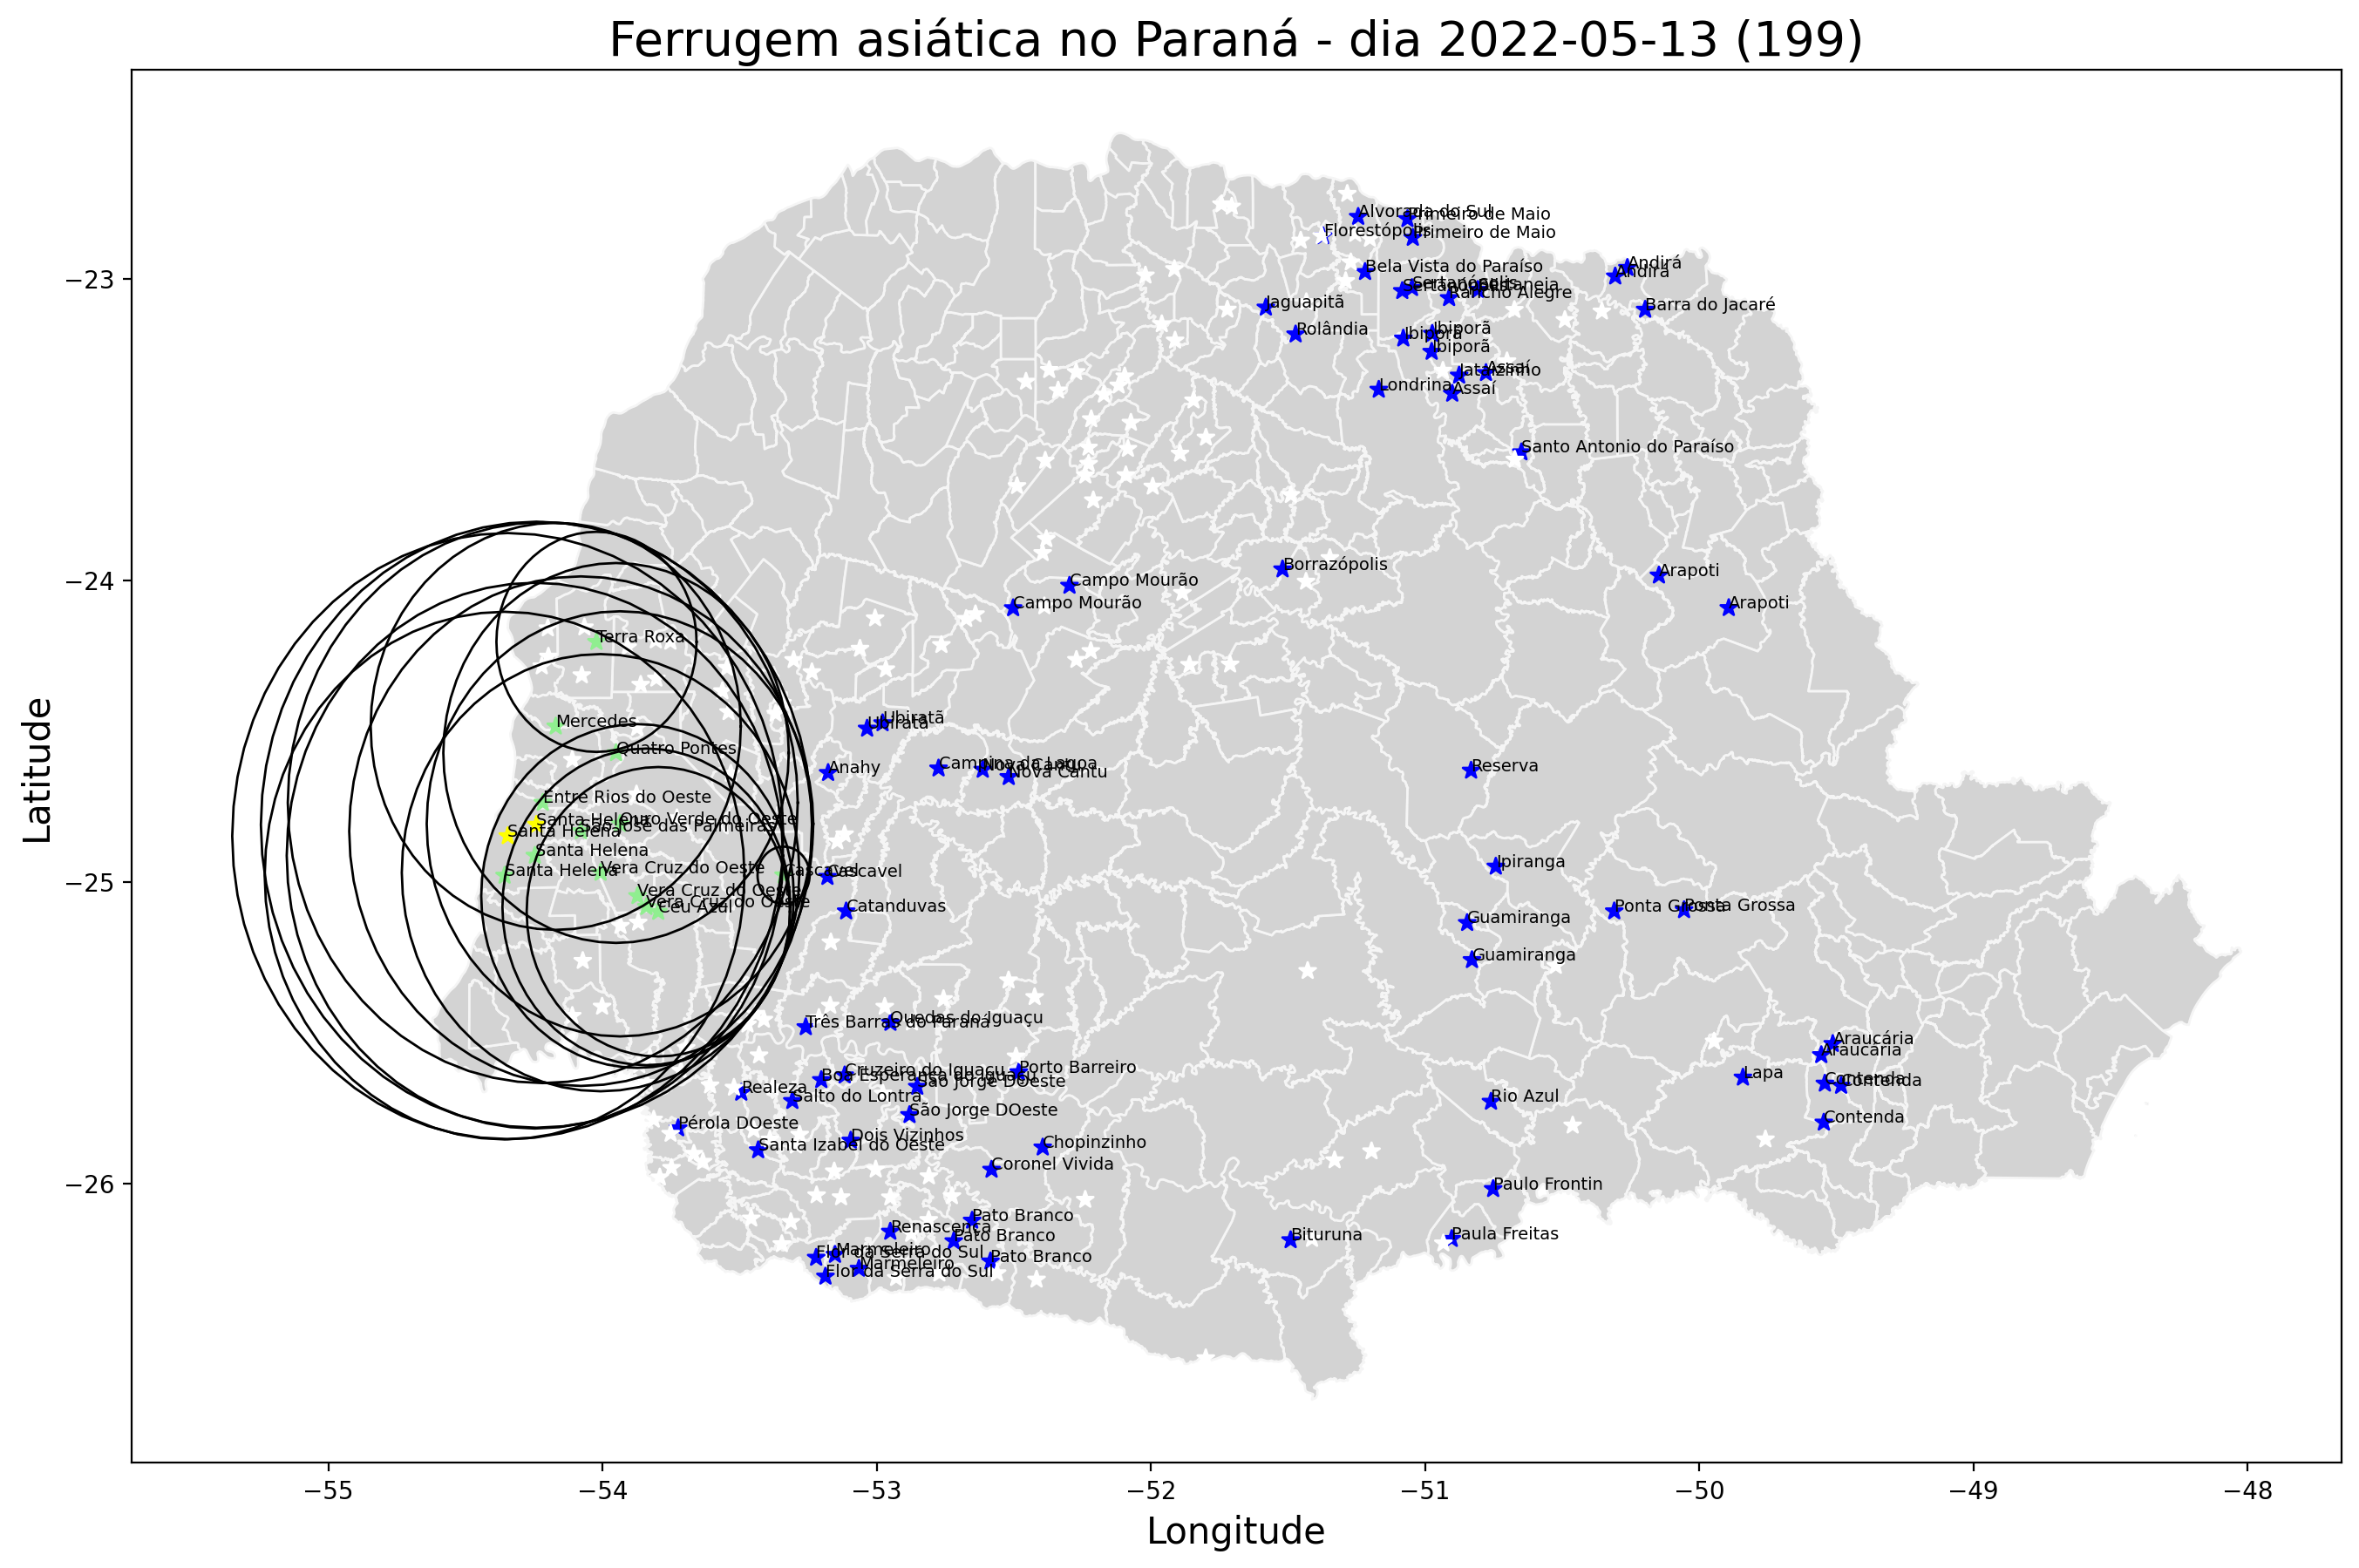 Ferrugem asiática no Paraná - dia 2022-05-13 (199)
Alvorada do Sul
Primeiro de Maio
Florestópolis
Primeiro de Maio
Andirá
Andirá
Bela Vista do Paraíso
Sertanópolis
Sertanópolis
Rancho Alegre
Jaguapitã
Barra do Jacaré
Rolândia
Ibiporã
Ibiporã
Ibiporã
Assaí
Jataizinho
Londrina
Assaí
Santo Antonio do Paraíso
Borrazópolis
Arapoti
Campo Mourão
Campo Mourão
Arapoti
Terra Roxa
Mercedes
Ubiratã
Ubiratã
Quatro Pontes
Anahy
Campina da Lagoa
Nova Cantu
Nova Cantu
Reserva
Entre Rios do Oeste
Santa Helena
Ouro Verde do Oeste
São José das Palmeiras
Santa Helena
Santa Helena
Ipiranga
Santa Helena
Vera Cruz do Oeste
Cascavel
Cascavel
Vera Cruz do Oeste
Vera Cruz do Oeste
Céu Azul
Catanduvas
Ponta Grossa
Ponta Grossa
Guamiranga
Guamiranga
Três Barras do Paraná
Quedas do Iguaçu
Araucária
Araucária
Cruzeiro do Iguaçu
Boa Esperança do Iguaçu
Porto Barreiro
São Jorge DOeste
Lapa
Contenda
Contenda
Realeza
Salto do Lontra
Rio Azul
São Jorge DOeste
Contenda
Pérola DOeste
Dois Vizinhos
Santa Izabel do Oeste
Chopinzinho
Coronel Vivida
Paulo Frontin
Pato Branco
Renascença
Pato Branco
Bituruna
Paula Freitas
Marmeleiro
Flor da Serra do Sul
Pato Branco
Marmeleiro
Flor da Serra do Sul
−23
−24
−25
−26
Latitude
−55
−54
−53
−52
−51
−50
−49
−48
Longitude